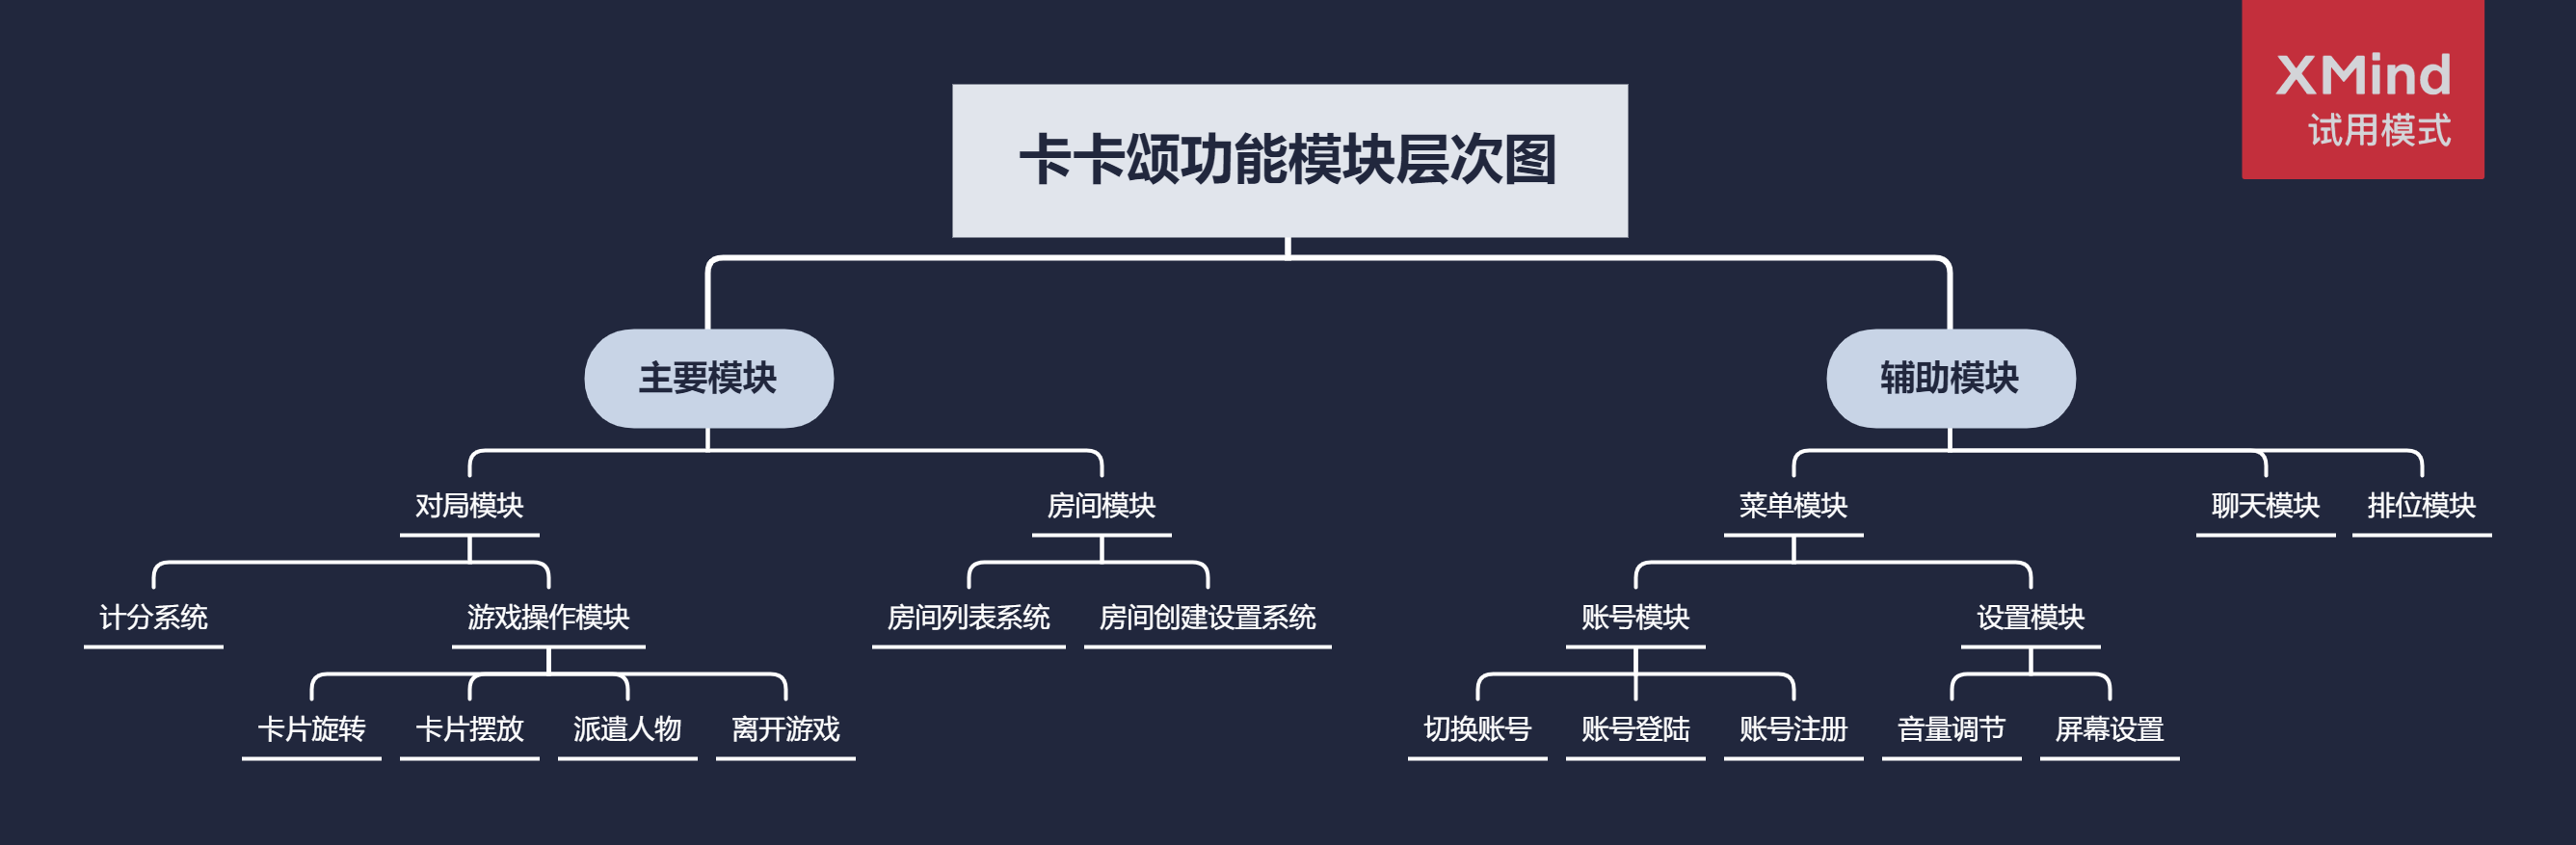 XMind
试用模式
卡卡颂功能模块层次图
主要模块
辅助模块
对局模块
房间模块
菜单模块
聊天模块
排位模块
计分系统
游戏操作模块
房间列表系统
房间创建设置系统
账号模块
设置模块
卡片旋转
卡片摆放
派遣人物
离开游戏
切换账号
账号登陆
账号注册
音量调节
屏幕设置